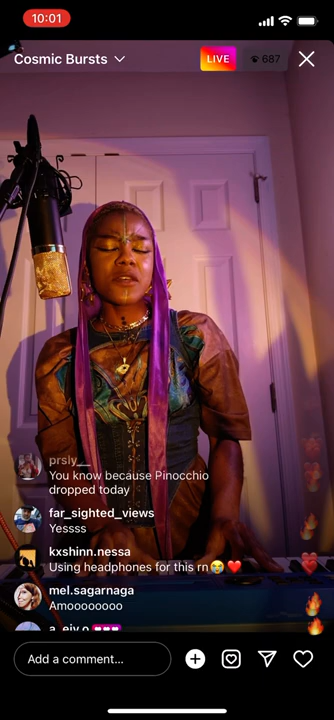 10:01
Cosmic Bursts
LIVE
687
prsly__
You know because Pinocchio
dropped today
far_sighted_views
Yessss
kxshinn.nessa
Using headphones for this rn😭❤️
mel.sagarnaga
Amoooooooo
Add a comment...